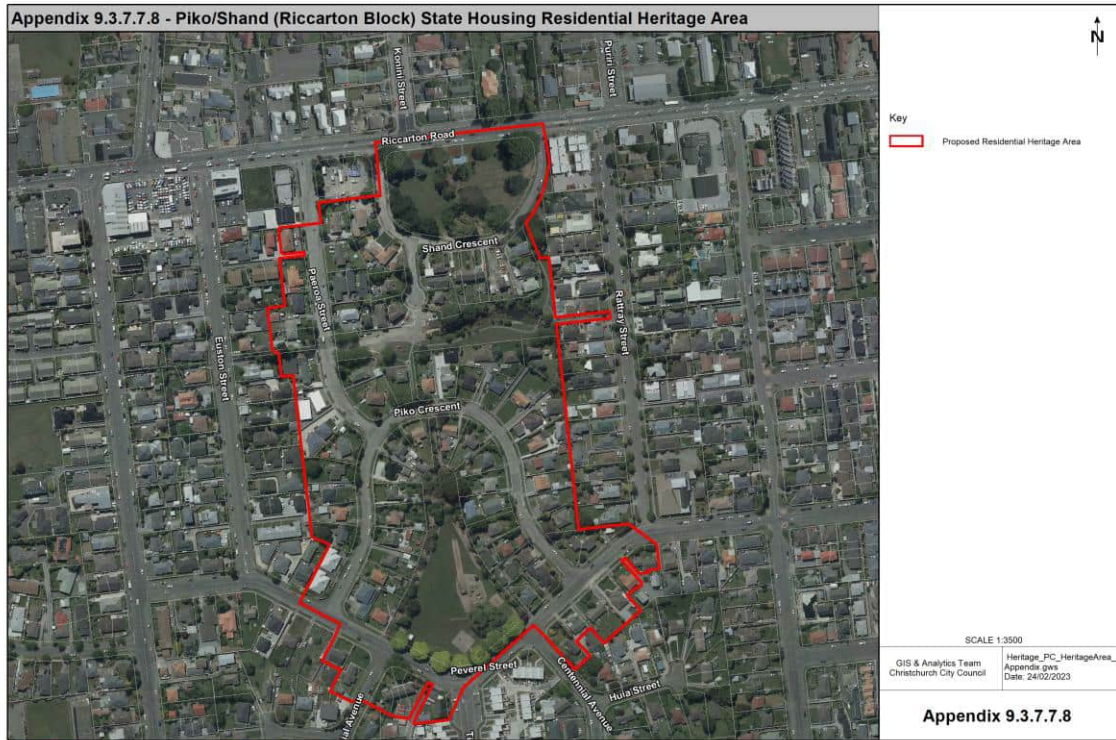 Appendix 9.3.7.7.8 - Piko/Shand (Riccarton Block) State Housing Residential Heritage Area
N
Key
Proposed Residential Heritage Area
Konini Street
Puriri Street
Riccarton Road
Shand Crescent
Paeroa Street
Rattray Street
Euston Street
Piko Crescent
Peverel Street
Centennial Avenue
Huia Street
ial Avenue
SCALE 1:3500
GIS & Analytics Team
Christchurch City Council
Heritage_PC_HeritageArea_
Appendix.gws
Date: 24/02/2023
Appendix 9.3.7.7.8